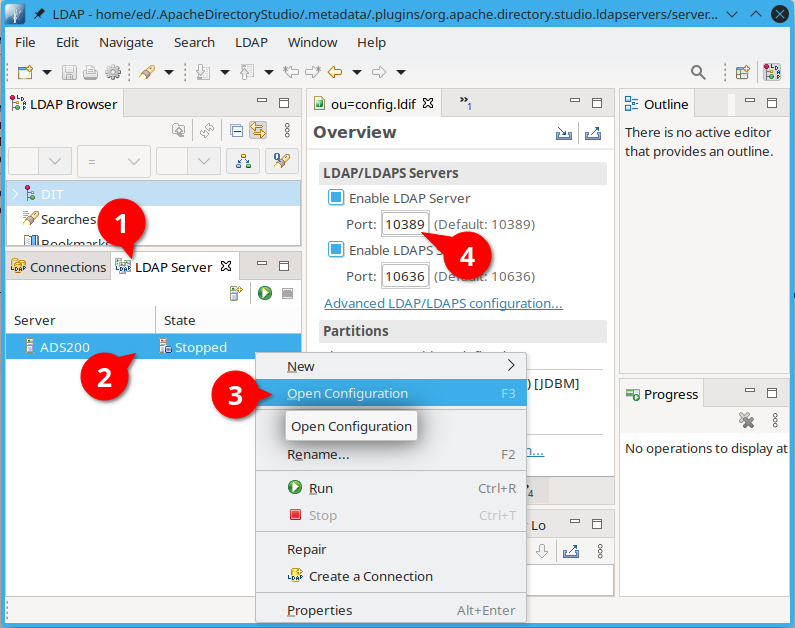 LDAP - home/ed/.ApacheDirectoryStudio/.metadata/.plugins/org.apache.directory.studio.ldapservers/server...
File Edit Navigate Search LDAP Window Help
LDAP Browser
=
DIT
Searches
Bookmarks
1
Connections
LDAP Server
Server State
ADS200 Stopped
2
ou=config.ldif
»1
Overview
LDAP/LDAPS Servers
Enable LDAP Server
Port: 10389 (Default: 10389)
4
Enable LDAPS S
Port: 10636 (Default: 10636)
Advanced LDAP/LDAPS configuration...
Partitions
) [JDBM]
n...
4
Lo
3
New
Open Configuration F3
Open Configuration
Rename... F2
Run Ctrl+R
Stop Ctrl+T
Repair
Create a Connection
Properties Alt+Enter
Outline
There is no active editor
that provides an outline.
Progress
No operations to display at